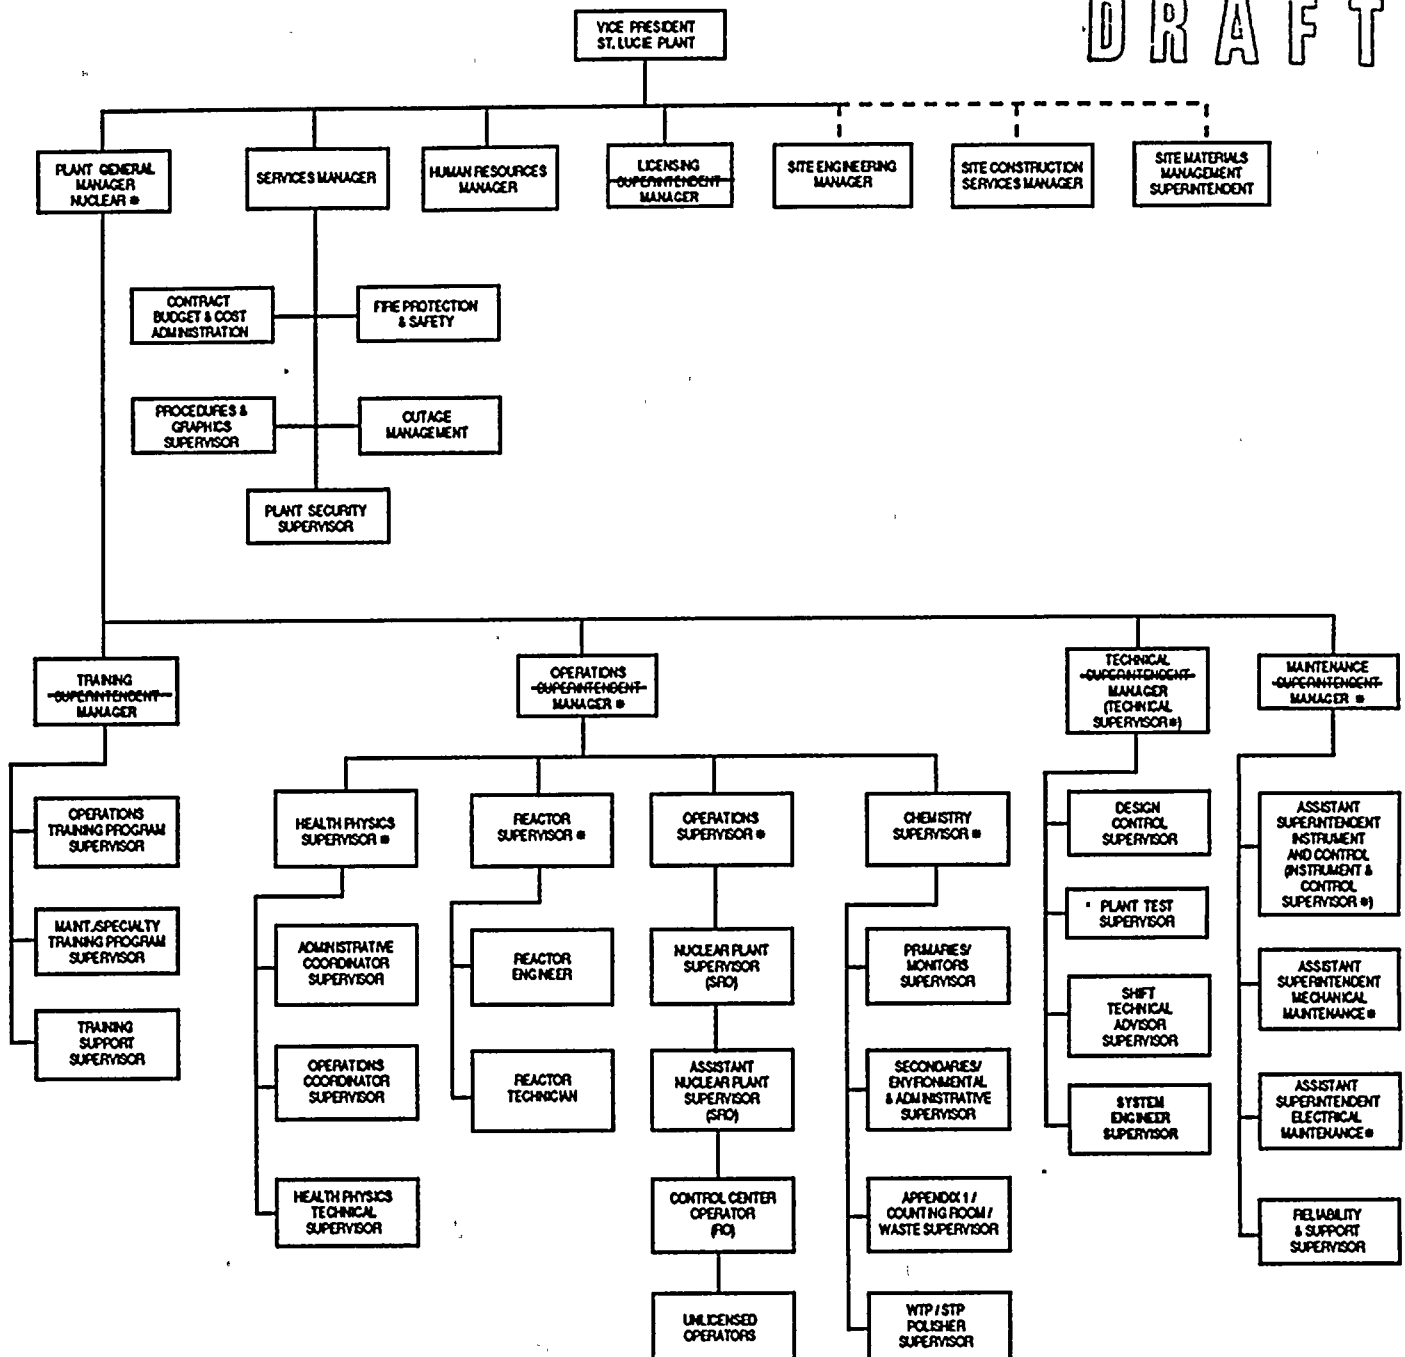 DRAFT
VICE PRESIDENT
ST. LUCIE PLANT
PLANT GENERAL
MANAGER
NUCLEAR *
SERVICES MANAGER
HUMAN RESOURCES
MANAGER
LICENSING
SUPERINTENDENT
MANAGER
SITE ENGINEERING
MANAGER
SITE CONSTRUCTION
SERVICES MANAGER
SITE MATERIALS
MANAGEMENT
SUPERINTENDENT
CONTRACT
BUDGET & COST
ADMINISTRATION
FIRE PROTECTION
& SAFETY
PROCEDURES &
GRAPHICS
SUPERVISOR
OUTAGE
MANAGEMENT
PLANT SECURITY
SUPERVISOR
TRAINING
SUPERINTENDENT
MANAGER
OPERATIONS
SUPERINTENDENT
MANAGER *
TECHNICAL
SUPERINTENDENT
MANAGER
(TECHNICAL
SUPERVISOR *)
MAINTENANCE
SUPERINTENDENT
MANAGER *
OPERATIONS
TRAINING PROGRAM
SUPERVISOR
MAINT./SPECIALTY
TRAINING PROGRAM
SUPERVISOR
TRAINING
SUPPORT
SUPERVISOR
HEALTH PHYSICS
SUPERVISOR *
ADMINISTRATIVE
COORDINATOR
SUPERVISOR
OPERATIONS
COORDINATOR
SUPERVISOR
HEALTH PHYSICS
TECHNICAL
SUPERVISOR
REACTOR
SUPERVISOR *
REACTOR
ENGINEER
REACTOR
TECHNICIAN
OPERATIONS
SUPERVISOR *
NUCLEAR PLANT
SUPERVISOR
(SRO)
ASSISTANT
NUCLEAR PLANT
SUPERVISOR
(SRO)
CONTROL CENTER
OPERATOR
(RO)
UNLICENSED
OPERATORS
CHEMISTRY
SUPERVISOR *
PRIMARIES/
MONITORS
SUPERVISOR
SECONDARIES/
ENVIRONMENTAL
& ADMINISTRATIVE
SUPERVISOR
APPENDIX 1 /
COUNTING ROOM /
WASTE SUPERVISOR
WTP / STP
POLISHER
SUPERVISOR
DESIGN
CONTROL
SUPERVISOR
PLANT TEST
SUPERVISOR
SHIFT
TECHNICAL
ADVISOR
SUPERVISOR
SYSTEM
ENGINEER
SUPERVISOR
ASSISTANT
SUPERINTENDENT
INSTRUMENT
AND CONTROL
(INSTRUMENT &
CONTROL
SUPERVISOR *)
ASSISTANT
SUPERINTENDENT
MECHANICAL
MAINTENANCE *
ASSISTANT
SUPERINTENDENT
ELECTRICAL
MAINTENANCE *
RELIABILITY
& SUPPORT
SUPERVISOR